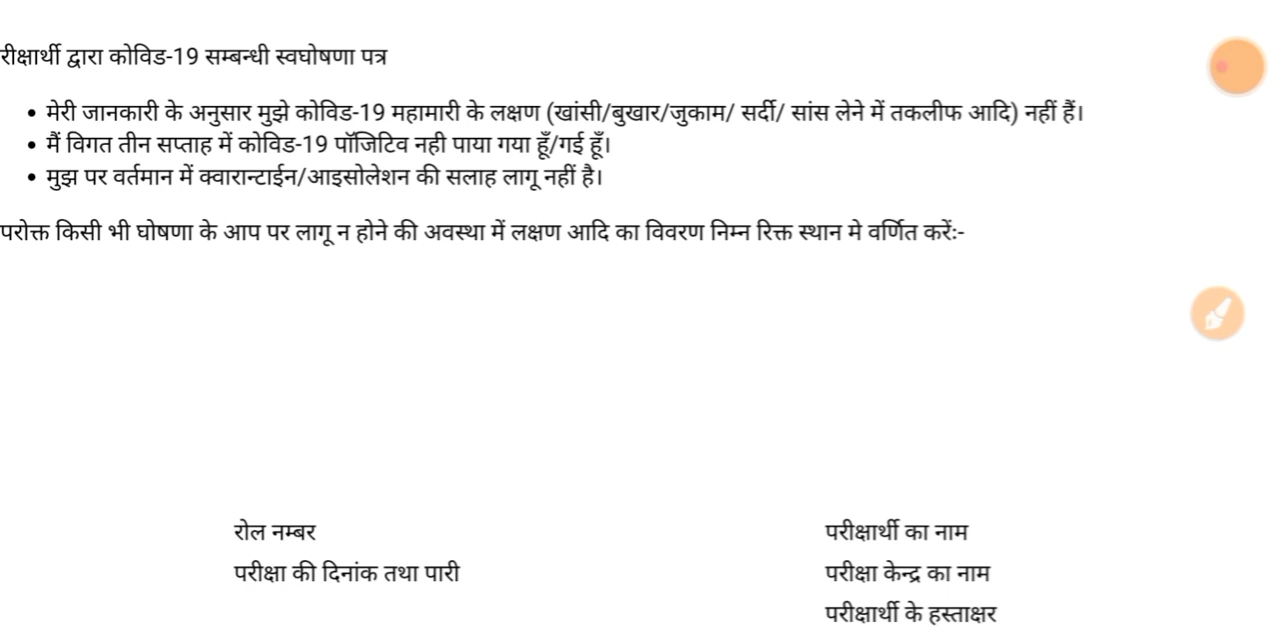 रीक्षार्थी द्वारा कोविड-19 सम्बन्धी स्वघोषणा पत्र
• मेरी जानकारी के अनुसार मुझे कोविड-19 महामारी के लक्षण (खांसी/बुखार/जुकाम/ सर्दी/ सांस लेने में तकलीफ आदि) नहीं हैं।
• मैं विगत तीन सप्ताह में कोविड-19 पॉजिटिव नही पाया गया हूँ/गई हूँ।
• मुझ पर वर्तमान में क्वारान्टाईन/आइसोलेशन की सलाह लागू नहीं है।
परोक्त किसी भी घोषणा के आप पर लागू न होने की अवस्था में लक्षण आदि का विवरण निम्न रिक्त स्थान मे वर्णित करेंः-
रोल नम्बर
परीक्षार्थी का नाम
परीक्षा की दिनांक तथा पारी
परीक्षा केन्द्र का नाम
परीक्षार्थी के हस्ताक्षर